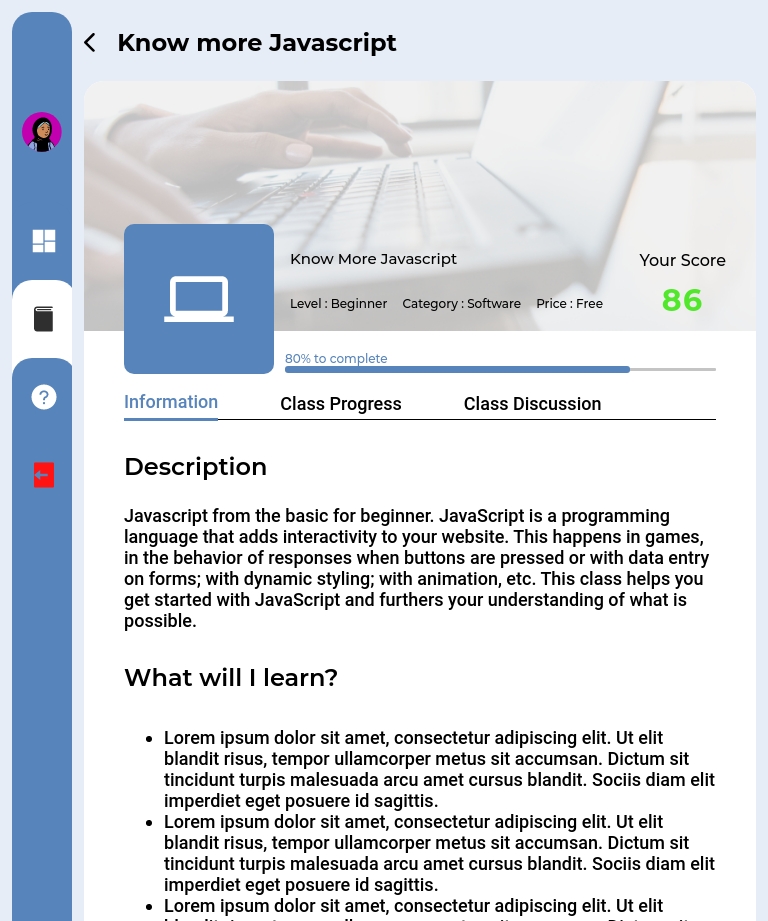 Know more Javascript
Know More Javascript
Your Score
Level : Beginner Category : Software Price : Free
86
80% to complete
Information Class Progress Class Discussion
Description
Javascript from the basic for beginner. JavaScript is a programming
language that adds interactivity to your website. This happens in games,
in the behavior of responses when buttons are pressed or with data entry
on forms; with dynamic styling; with animation, etc. This class helps you
get started with JavaScript and furthers your understanding of what is
possible.
What will I learn?
• Lorem ipsum dolor sit amet, consectetur adipiscing elit. Ut elit
blandit risus, tempor ullamcorper metus sit accumsan. Dictum sit
tincidunt turpis malesuada arcu amet cursus blandit. Sociis diam elit
imperdiet eget posuere id sagittis.
• Lorem ipsum dolor sit amet, consectetur adipiscing elit. Ut elit
blandit risus, tempor ullamcorper metus sit accumsan. Dictum sit
tincidunt turpis malesuada arcu amet cursus blandit. Sociis diam elit
imperdiet eget posuere id sagittis.
• Lorem ipsum dolor sit amet, consectetur adipiscing elit. Ut elit